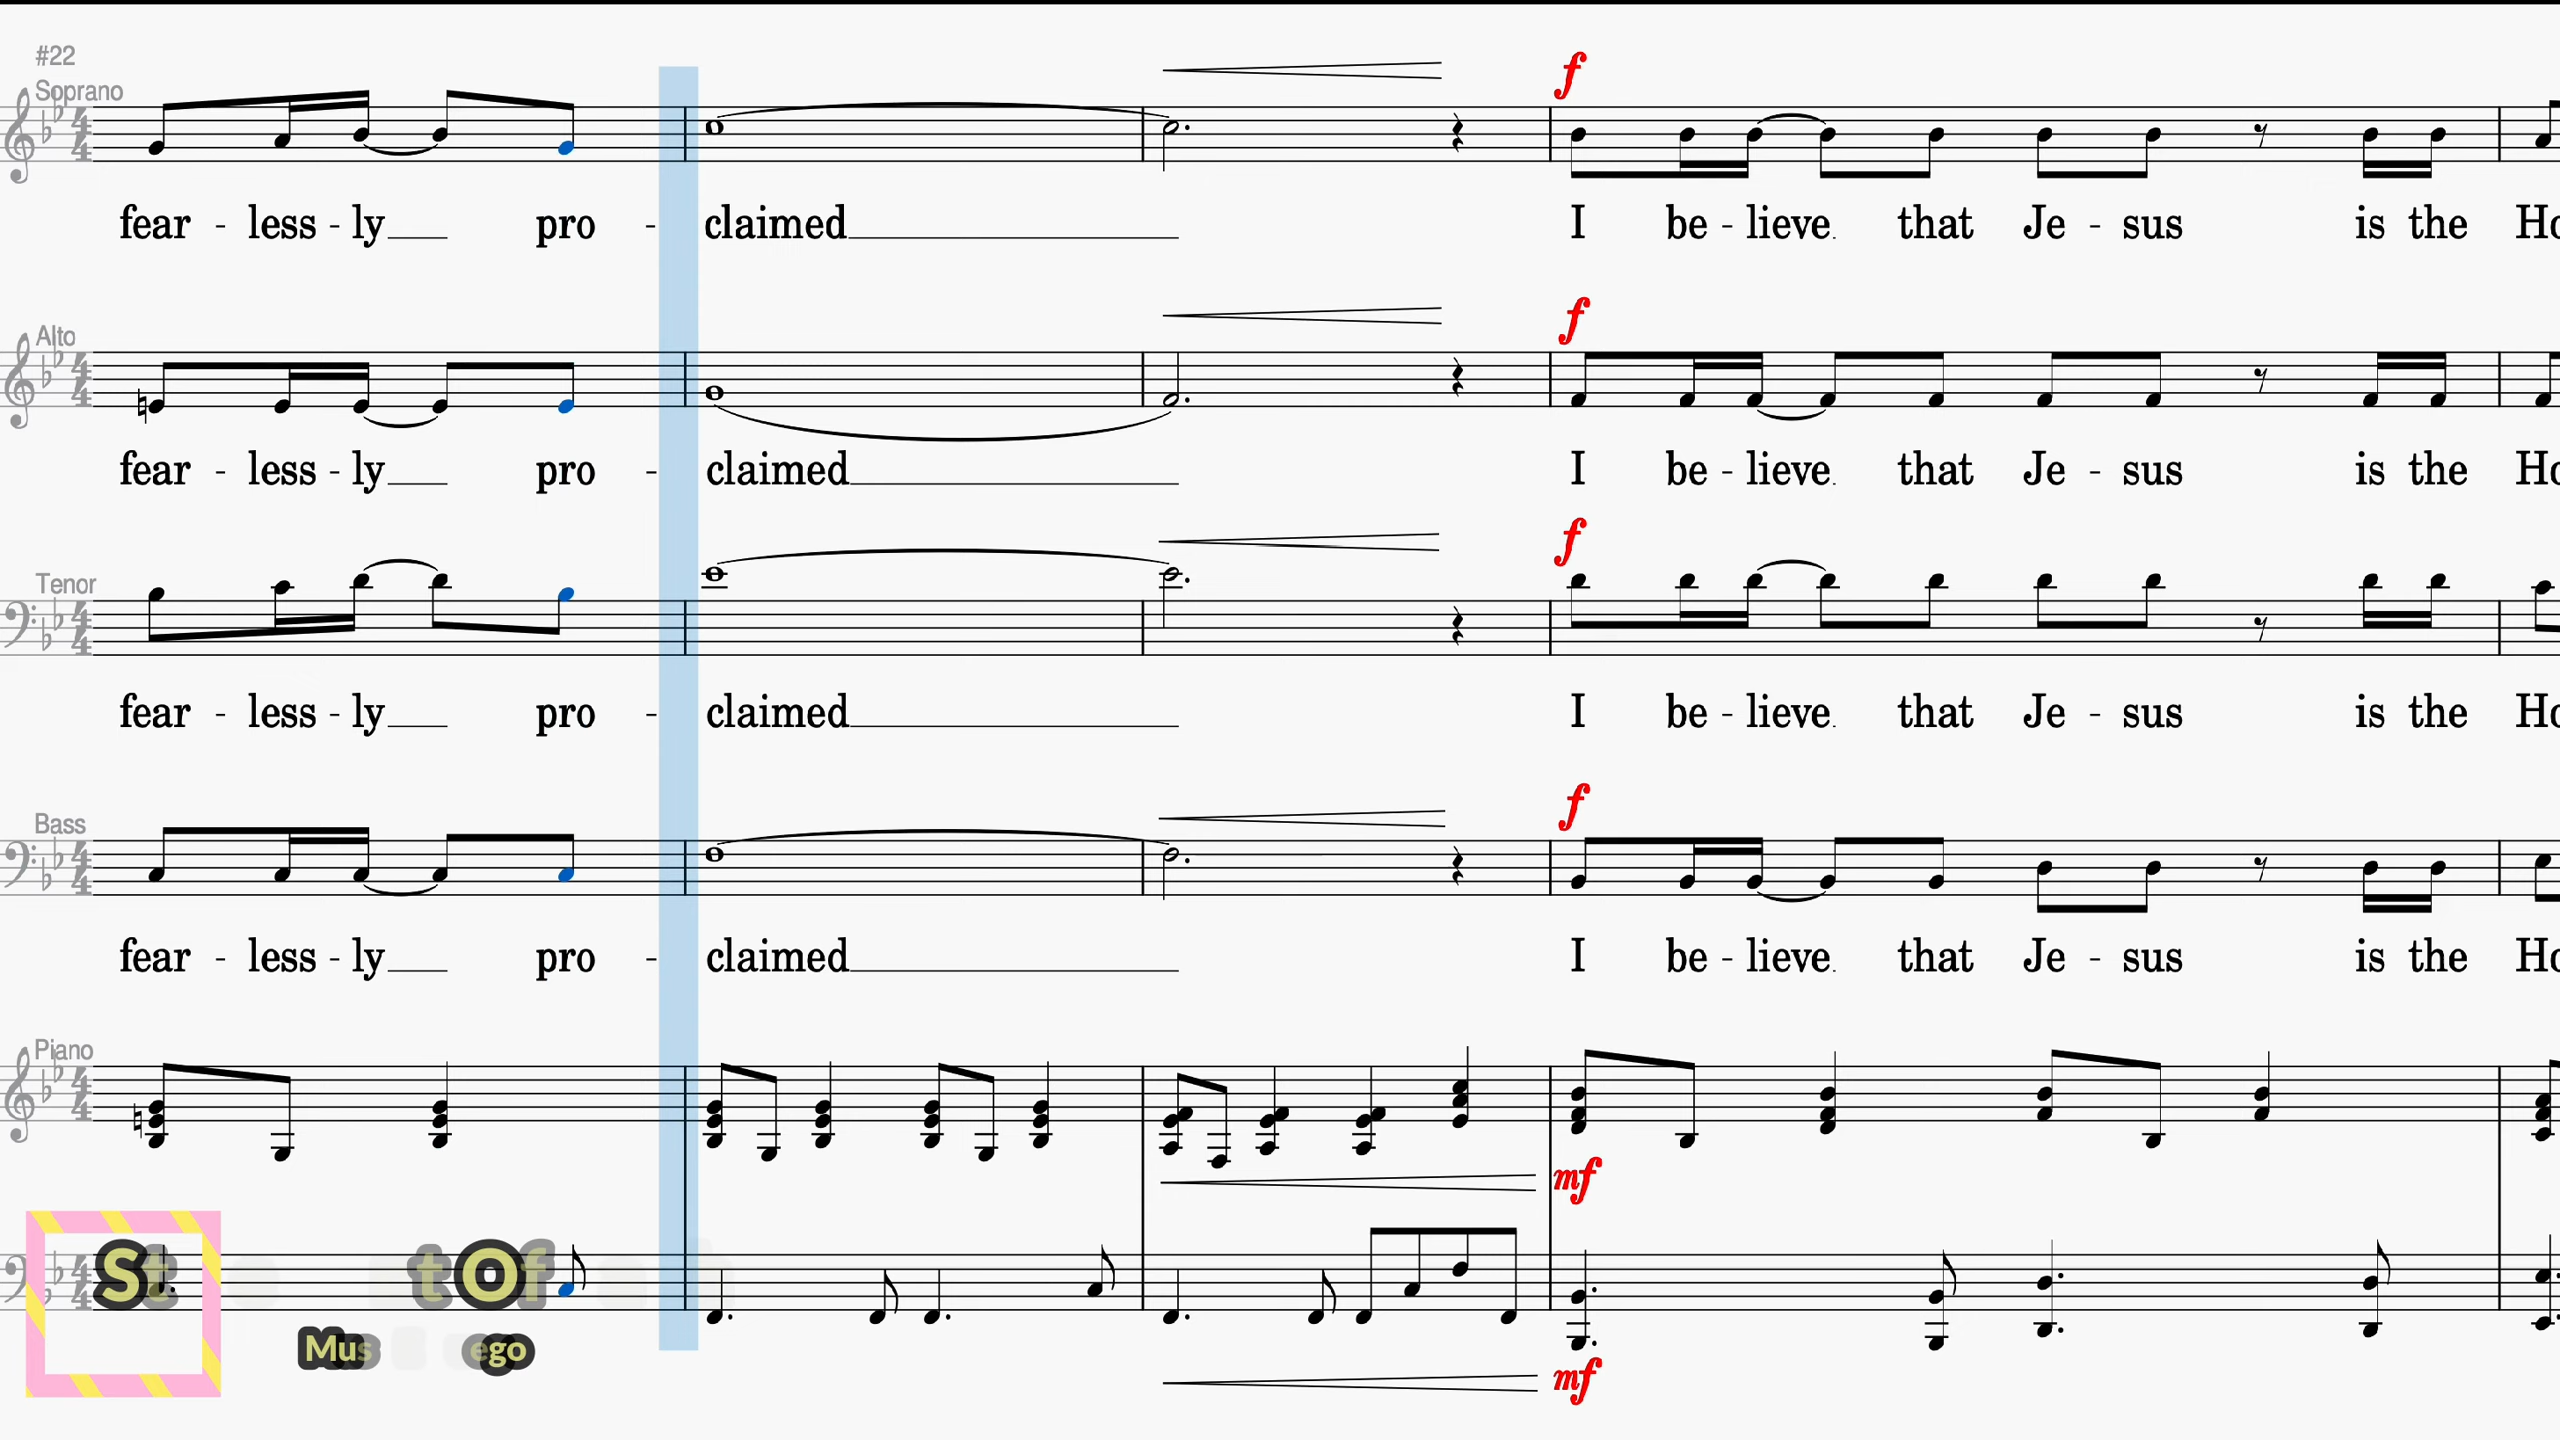 #22
Soprano
f
fear - less - ly pro - claimed I be - lieve that Je - sus is the
Alto
f
fear - less - ly pro - claimed I be - lieve that Je - sus is the
Tenor
f
fear - less - ly pro - claimed I be - lieve that Je - sus is the
Bass
f
fear - less - ly pro - claimed I be - lieve that Je - sus is the
Piano
mf
mf